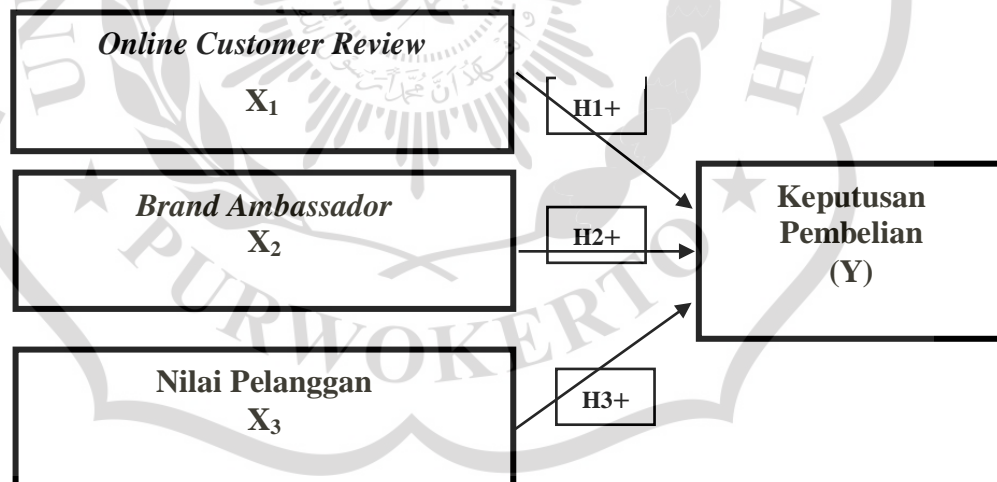 Online Customer Review
X₁
H1+
Brand Ambassador
X₂
H2+
Keputusan
Pembelian
(Y)
Nilai Pelanggan
X₃
H3+
PURWOKERTO